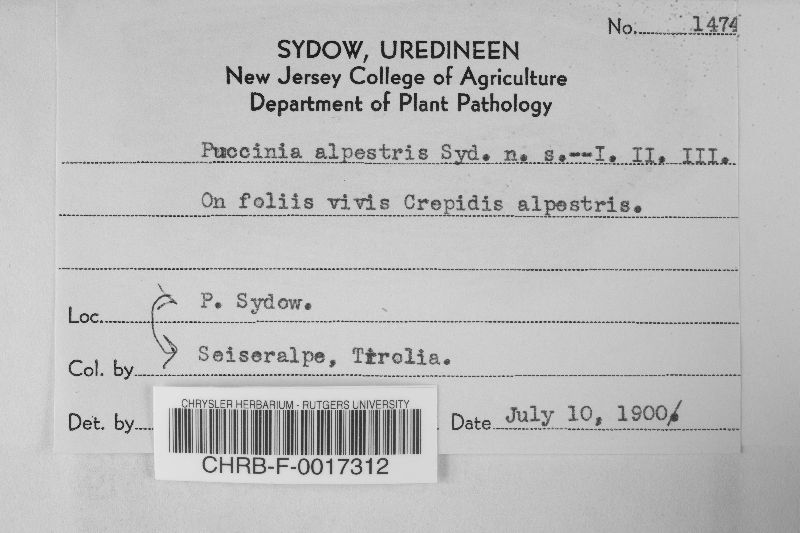 No. 1474
SYDOW, UREDINEEN
New Jersey College of Agriculture
Department of Plant Pathology
Puccinia alpestris Syd. n. s.--I. II. III.
On foliis vivis Crepidis alpestris.
Loc. P. Sydow.
Col. by Seiseralpe, Tirolia.
Det. by Date July 10, 1900.
CHRYSLER HERBARIUM - RUTGERS UNIVERSITY
CHRB-F-0017312